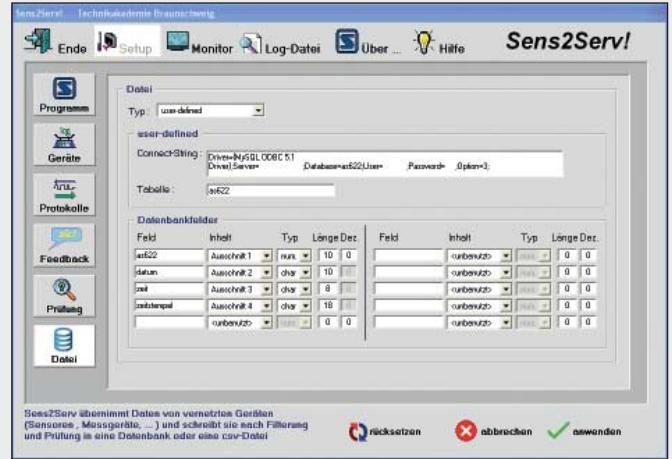 Sens2Serv! Technikakademie Braunschweig
Ende Setup Monitor Log-Datei Über ... Hilfe Sens2Serv!
Programm
Geräte
Protokolle
Feedback
Prüfung
Datei
Datei
Typ: user-defined
user-defined
Connect-String: Driver={MySQL ODBC 5.1
Driver};Server= ;Database=as622;User= ;Password= ;Option=3;
Tabelle: as622
Datenbankfelder
Feld Inhalt Typ Länge Dez. Feld Inhalt Typ Länge Dez.
as622 Ausschnitt 1 num. 10 0 <unbenutzt> num. 0 0
datum Ausschnitt 2 char 10 <unbenutzt> num. 0 0
zeit Ausschnitt 3 char 8 <unbenutzt> num. 0 0
zeitstempel Ausschnitt 4 char 18 <unbenutzt> num. 0 0
<unbenutzt> num. 0 0 <unbenutzt> num. 0 0
Sens2Serv übernimmt Daten von vernetzten Geräten
(Sensoren , Messgeräte, ... ) und schreibt sie nach Filterung
und Prüfung in eine Datenbank oder eine csv-Datei
rücksetzen abbrechen anwenden